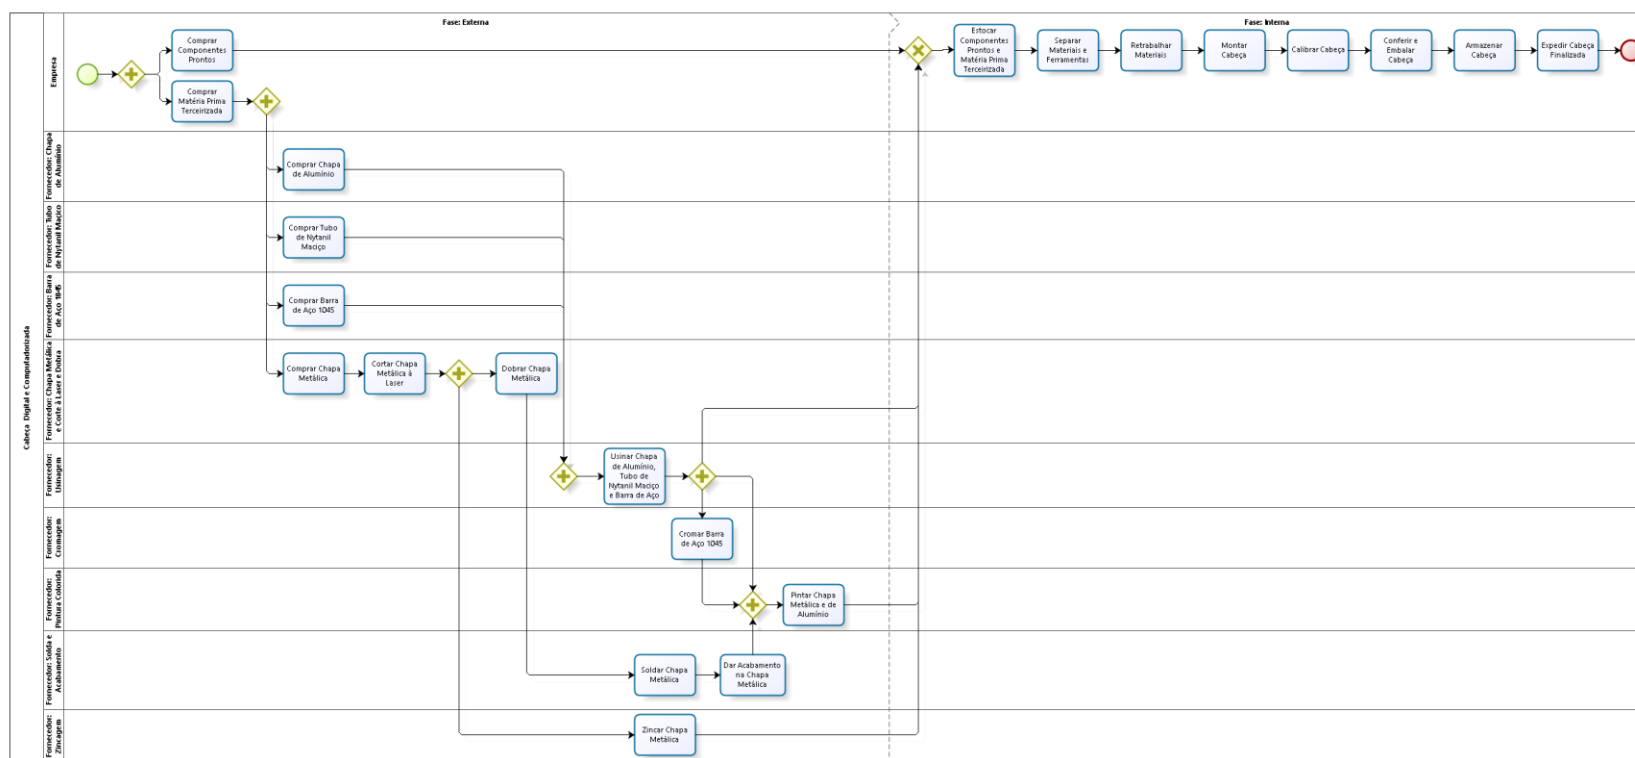 Fase: Externa
Fase: Interna
Cabeça Digital e Computadorizada
Empresa
Comprar
Componentes
Prontos
Comprar
Matéria Prima
Terceirizada
Estocar
Componentes
Prontos e
Matéria Prima
Terceirizada
Separar
Materiais e
Ferramentas
Retrabalhar
Materiais
Montar
Cabeça
Calibrar Cabeça
Conferir e
Embalar
Cabeça
Armazenar
Cabeça
Expedir Cabeça
Finalizada
Fornecedor: Chapa
de Alumínio
Comprar Chapa
de Alumínio
Fornecedor: Tubo
de Nytanil Maciço
Comprar Tubo
de Nytanil
Maciço
Fornecedor: Barra
de Aço 1045
Comprar Barra
de Aço 1045
Fornecedor: Chapa Metálica
e Corte à Laser e Dobra
Comprar Chapa
Metálica
Cortar Chapa
Metálica à
Laser
Dobrar Chapa
Metálica
Fornecedor:
Usinagem
Usinar Chapa
de Alumínio,
Tubo de
Nytanil Maciço
e Barra de Aço
Fornecedor:
Cromagem
Cromar Barra
de Aço 1045
Fornecedor:
Pintura Colorida
Pintar Chapa
Metálica e de
Alumínio
Fornecedor: Solda e
Acabamento
Soldar Chapa
Metálica
Dar Acabamento
na Chapa
Metálica
Fornecedor:
Zincagem
Zincar Chapa
Metálica